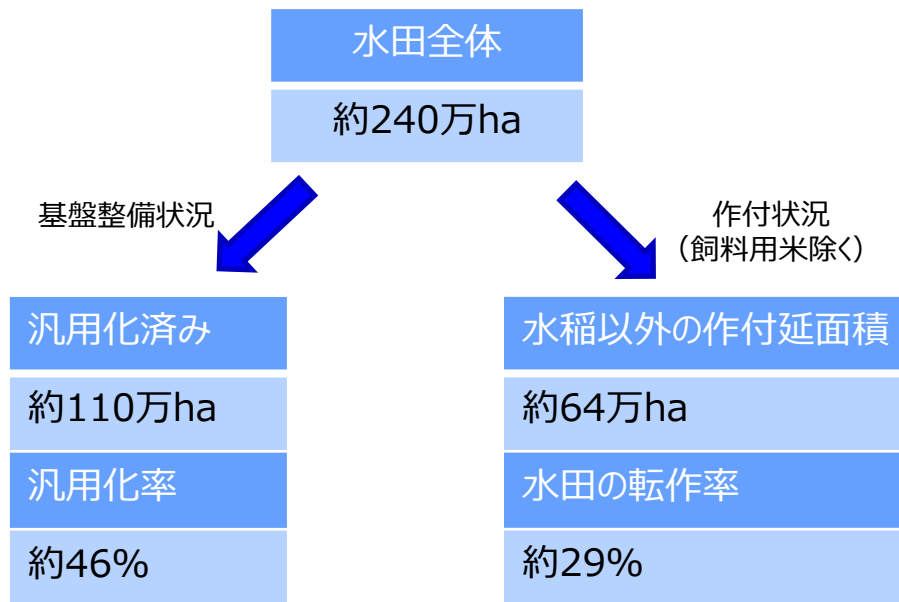 水田全体
約240万ha
基盤整備状況
作付状況
（飼料用米除く）
汎用化済み
約110万ha
汎用化率
約46%
水稲以外の作付延面積
約64万ha
水田の転作率
約29%